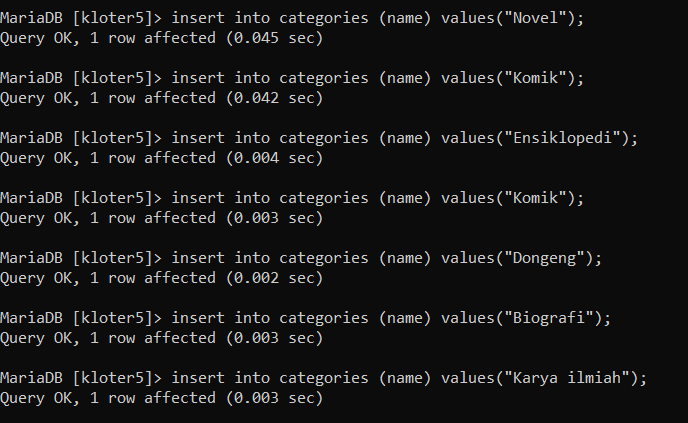 MariaDB [kloter5]> insert into categories (name) values("Novel");
Query OK, 1 row affected (0.045 sec)
MariaDB [kloter5]> insert into categories (name) values("Komik");
Query OK, 1 row affected (0.042 sec)
MariaDB [kloter5]> insert into categories (name) values("Ensiklopedi");
Query OK, 1 row affected (0.004 sec)
MariaDB [kloter5]> insert into categories (name) values("Komik");
Query OK, 1 row affected (0.003 sec)
MariaDB [kloter5]> insert into categories (name) values("Dongeng");
Query OK, 1 row affected (0.002 sec)
MariaDB [kloter5]> insert into categories (name) values("Biografi");
Query OK, 1 row affected (0.003 sec)
MariaDB [kloter5]> insert into categories (name) values("Karya ilmiah");
Query OK, 1 row affected (0.003 sec)